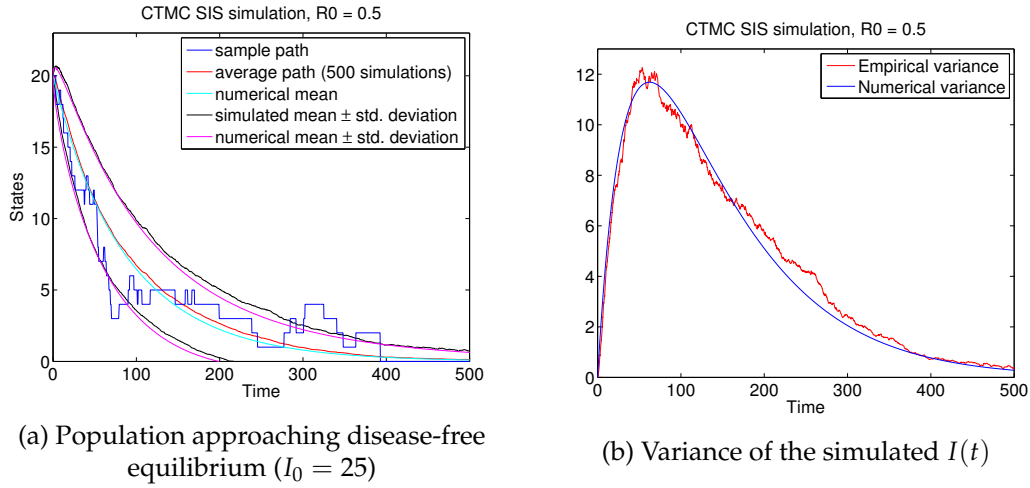 CTMC SIS simulation, R0 = 0.5
sample path
average path (500 simulations)
numerical mean
simulated mean ± std. deviation
numerical mean ± std. deviation
States
20
15
10
5
0
0 100 200 300 400 500
Time
(a) Population approaching disease-free
equilibrium (I₀ = 25)
CTMC SIS simulation, R0 = 0.5
Empirical variance
Numerical variance
12
10
8
6
4
2
0
0 100 200 300 400 500
Time
(b) Variance of the simulated I(t)